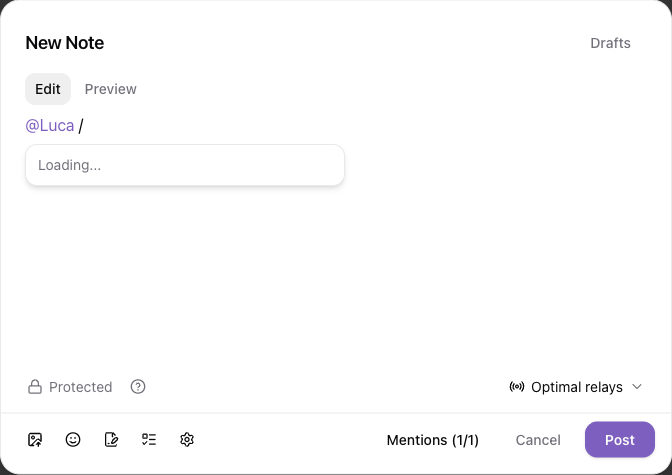 New Note
Drafts
Edit
Preview
@Luca /
Loading...
Protected
Optimal relays
Mentions (1/1)
Cancel
Post